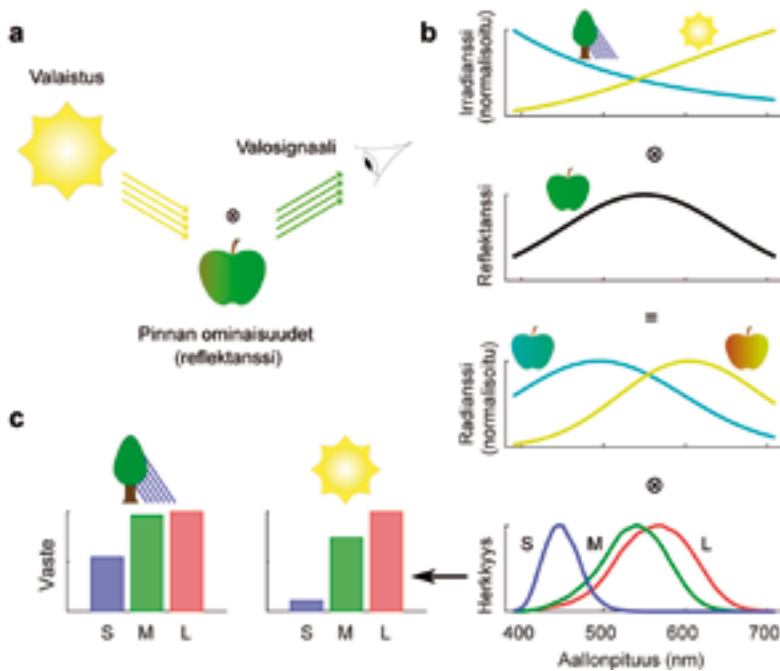 a
Valaistus
Valosignaali
⊗
Pinnan ominaisuudet
(reflektanssi)
b
Irradianssi
(normalisoitu)
⊗
Reflektanssi
=
Radianssi
(normalisoitu)
⊗
Herkkyys
S
M
L
400
500
600
700
Aallonpituus (nm)
c
Vaste
S M L
S M L